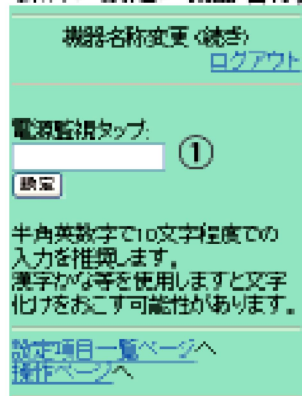 機器名称変更(続き)
ログアウト
電源監視タップ:
①
設定
半角英数字で10文字程度での
入力を推奨します。
漢字かな等を使用しますと文字
化けをおこす可能性があります。
設定項目一覧ページへ
操作ページへ